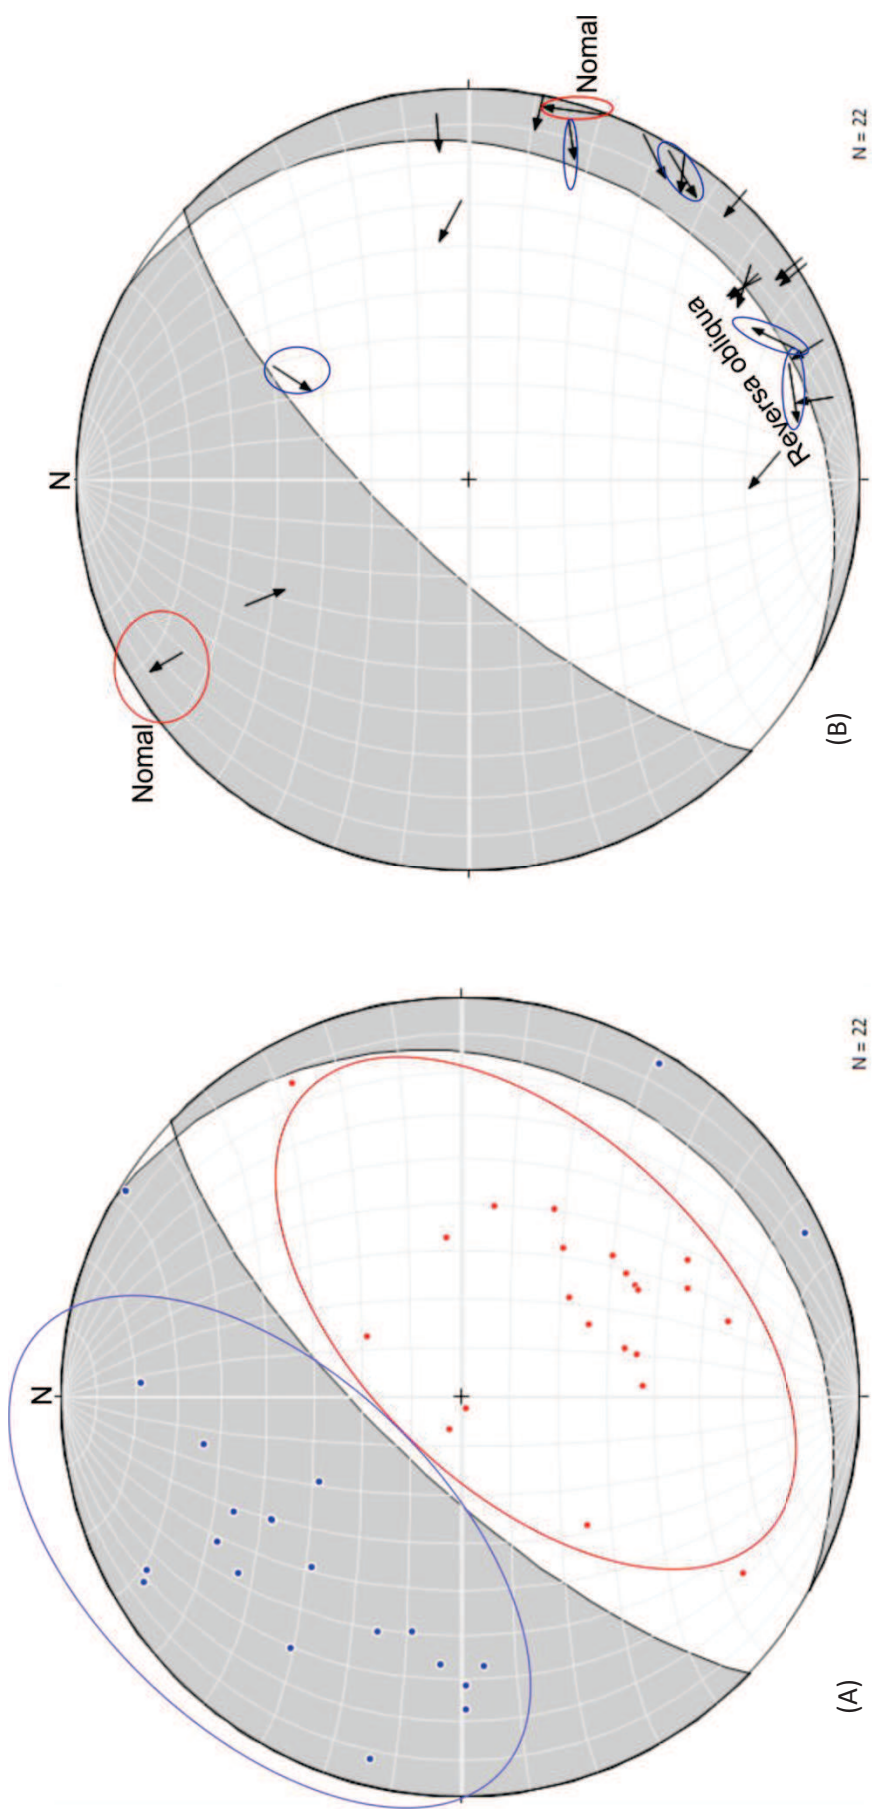 N
Nomal
Nomal
Reversa obliqua
N = 22
(B)
N
N = 22
(A)